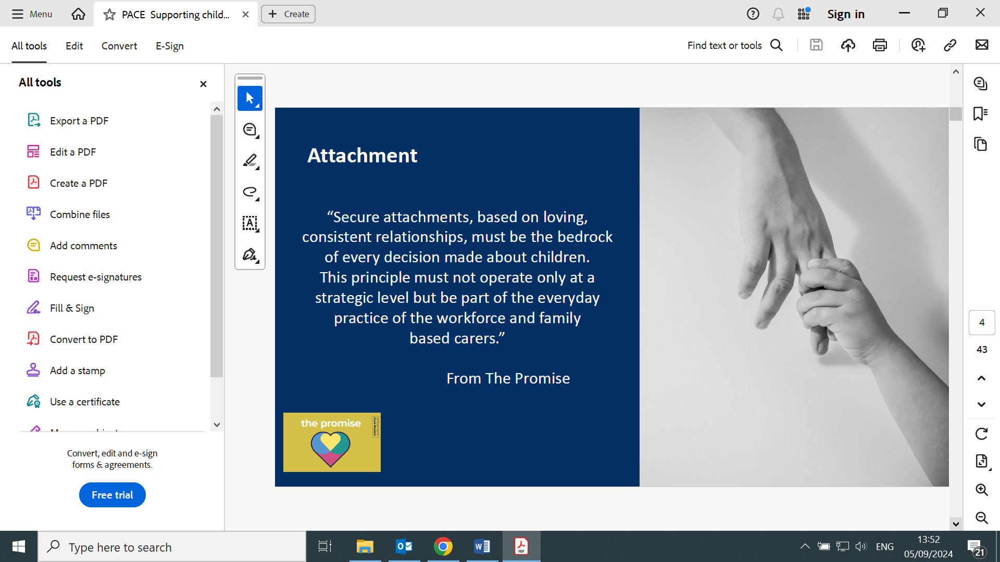 Menu
PACE  Supporting child...
Create
Sign in
All tools
Edit
Convert
E-Sign
Find text or tools
All tools
Export a PDF
Edit a PDF
Create a PDF
Combine files
Add comments
Request e-signatures
Fill & Sign
Convert to PDF
Add a stamp
Use a certificate
Convert, edit and e-sign
forms & agreements.
Free trial
Attachment
“Secure attachments, based on loving,
consistent relationships, must be the bedrock
of every decision made about children.
This principle must not operate only at a
strategic level but be part of the everyday
practice of the workforce and family
based carers.”
From The Promise
the promise
Independent
Care Review
4
43
Type here to search
ENG
13:52
05/09/2024
21